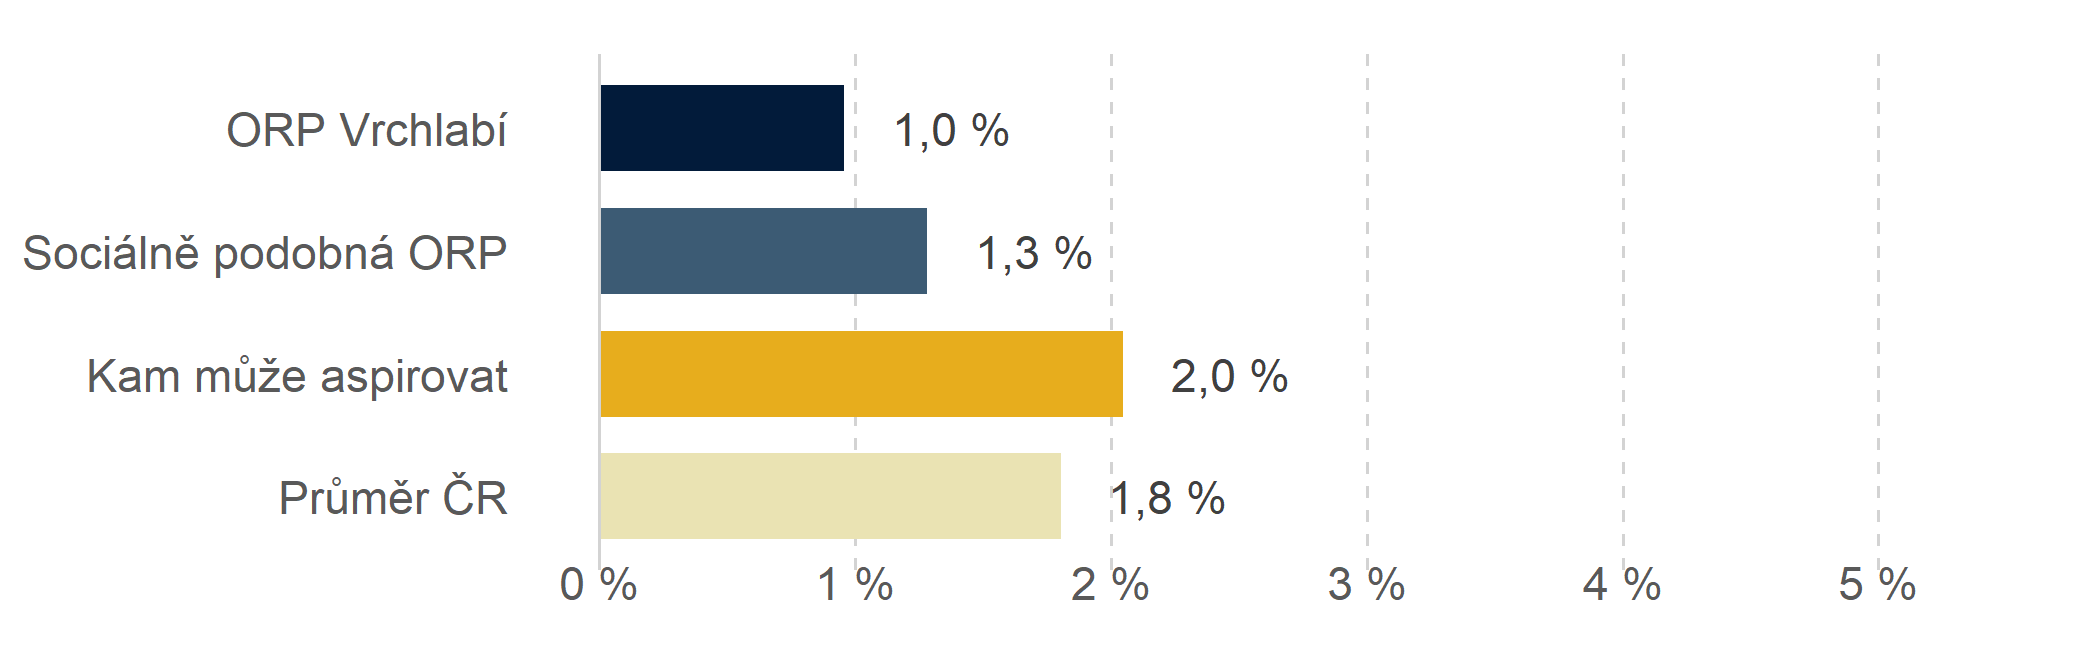 ORP Vrchlabí 1,0 %
Sociálně podobná ORP 1,3 %
Kam může aspirovat 2,0 %
Průměr ČR 1,8 %
0 % 1 % 2 % 3 % 4 % 5 %